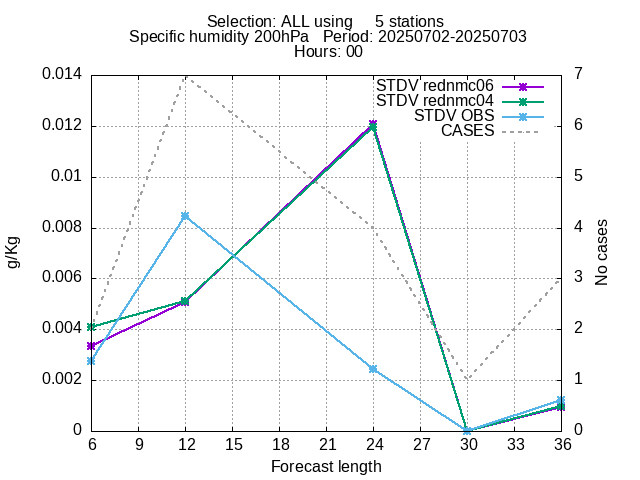 Selection: ALL using 5 stations
Specific humidity 200hPa Period: 20250702-20250703
Hours: 00
STDV rednmc06
STDV rednmc04
STDV OBS
CASES
0.014
0.012
0.01
0.008
0.006
0.004
0.002
0
g/Kg
7
6
5
4
3
2
1
0
No cases
6 9 12 15 18 21 24 27 30 33 36
Forecast length